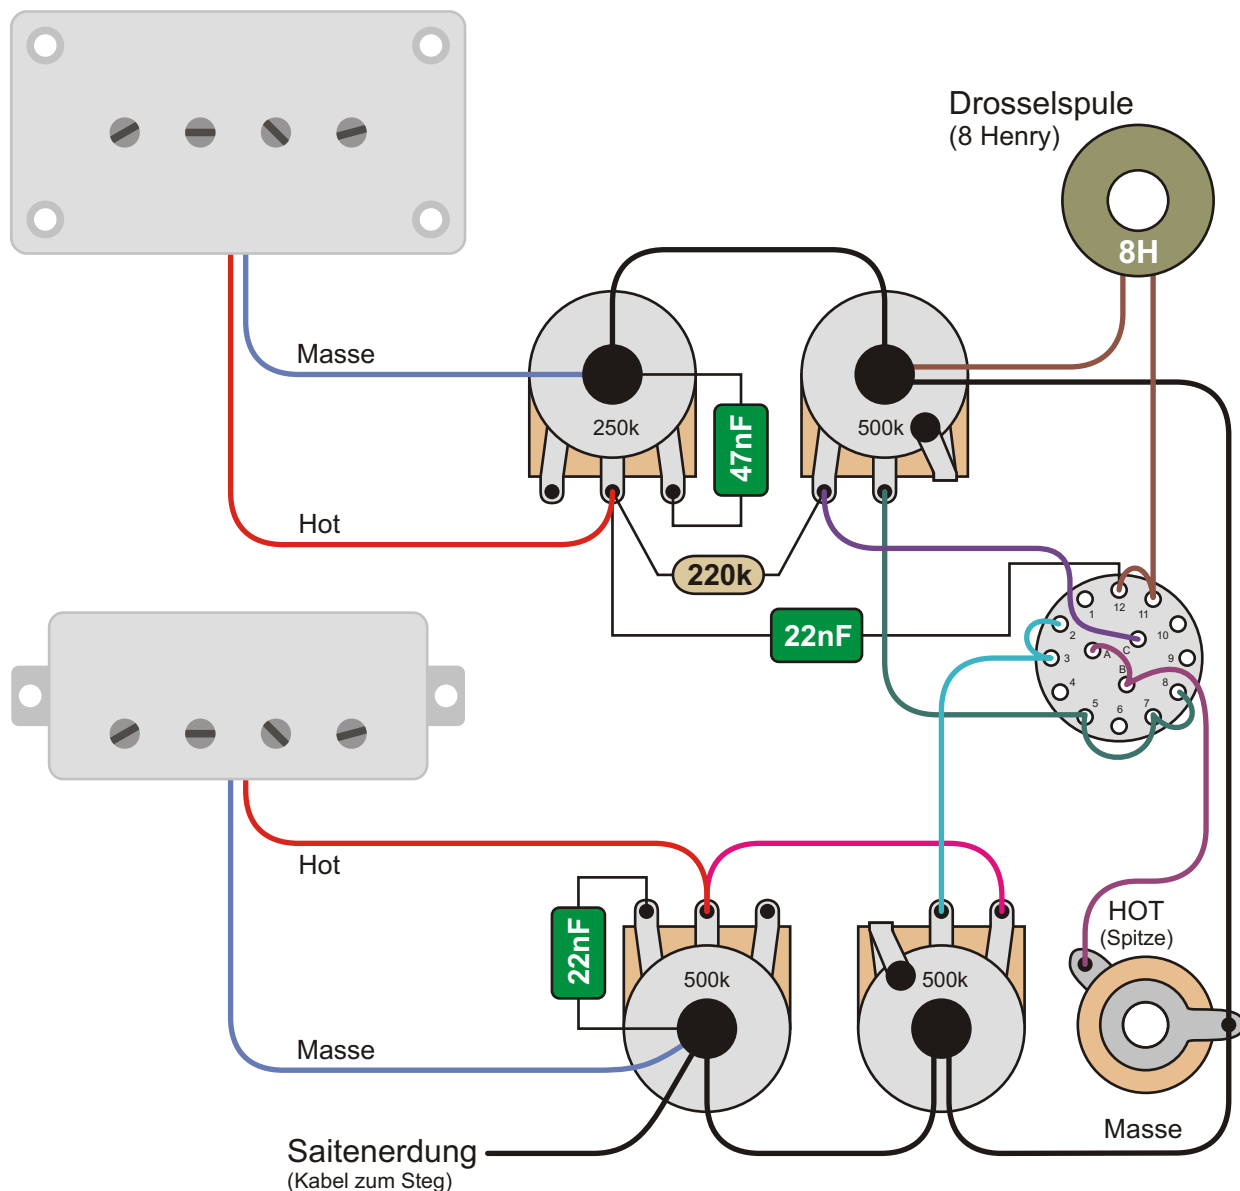 Drosselspule
(8 Henry)
8H
Masse
250k
47nF
500k
Hot
220k
22nF
1
12
11
2
10
A
C
3
9
B
4
8
5
6
7
Hot
22nF
500k
500k
HOT
(Spitze)
Masse
Masse
Saitenerdung
(Kabel zum Steg)